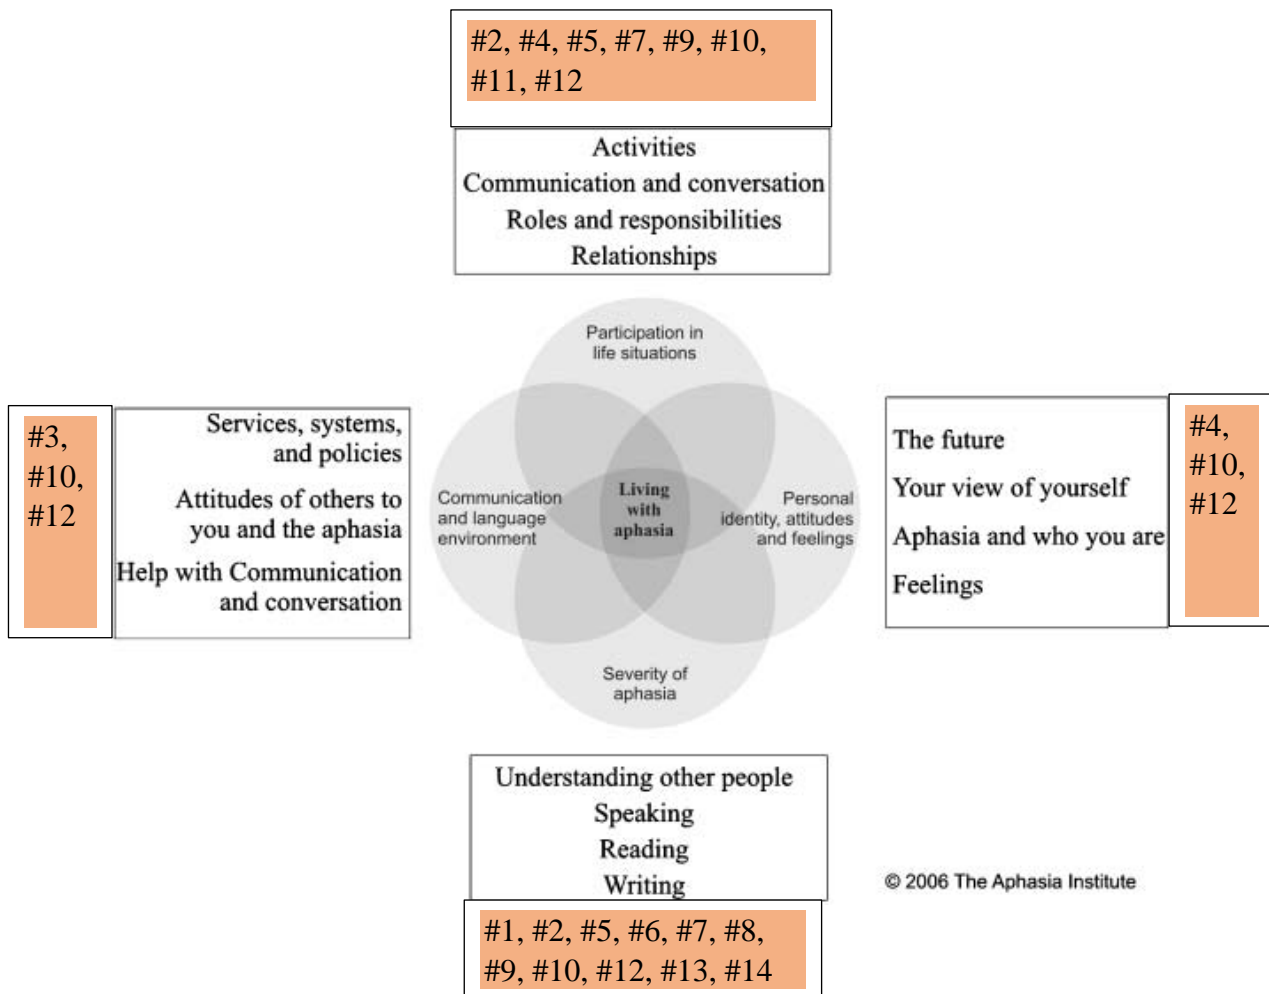 #2, #4, #5, #7, #9, #10,
#11, #12
Activities
Communication and conversation
Roles and responsibilities
Relationships
Participation in
life situations
#3,
#10,
#12
Services, systems,
and policies
Attitudes of others to
you and the aphasia
Help with Communication
and conversation
Communication
and language
environment
Living
with
aphasia
Personal
identity, attitudes
and feelings
The future
Your view of yourself
Aphasia and who you are
Feelings
#4,
#10,
#12
Severity of
aphasia
Understanding other people
Speaking
Reading
Writing
© 2006 The Aphasia Institute
#1, #2, #5, #6, #7, #8,
#9, #10, #12, #13, #14